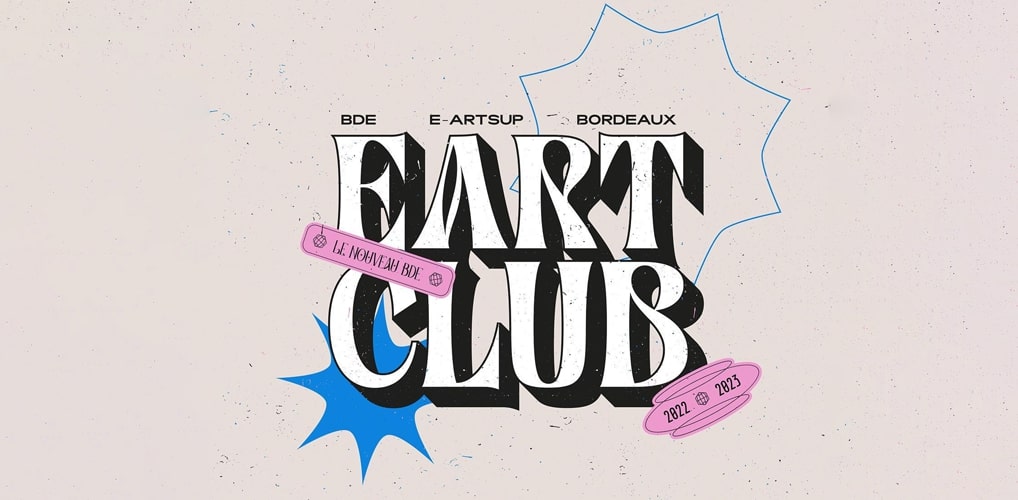 BDE E-ARTSUP BORDEAUX
EART
LE NOUVEAU BDE
CLUB
2022 2023